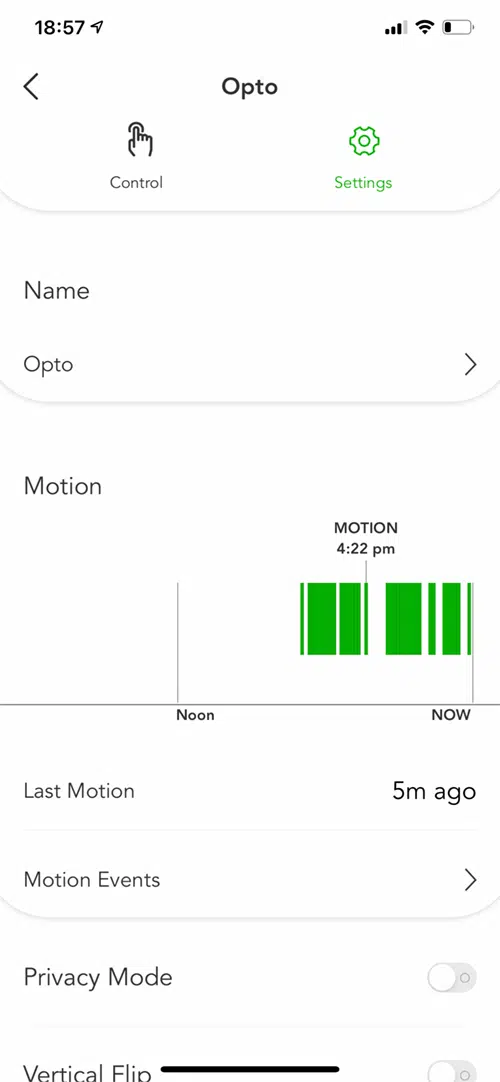 18:57
Opto
Control
Settings
Name
Opto
Motion
MOTION
4:22 pm
Noon
NOW
Last Motion
5m ago
Motion Events
Privacy Mode
Vertical Flip